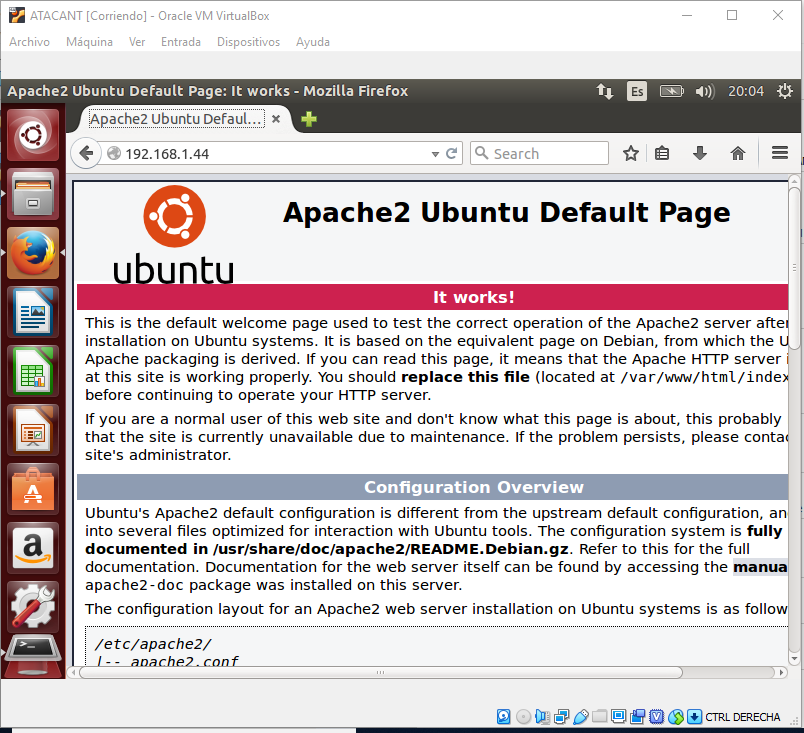 ATACANT [Corriendo] - Oracle VM VirtualBox
Archivo Máquina Ver Entrada Dispositivos Ayuda
Apache2 Ubuntu Default Page: It works - Mozilla Firefox
Es
20:04
Apache2 Ubuntu Defaul...
192.168.1.44
Search
ubuntu
Apache2 Ubuntu Default Page
It works!
This is the default welcome page used to test the correct operation of the Apache2 server after
installation on Ubuntu systems. It is based on the equivalent page on Debian, from which the U
Apache packaging is derived. If you can read this page, it means that the Apache HTTP server i
at this site is working properly. You should replace this file (located at /var/www/html/index
before continuing to operate your HTTP server.
If you are a normal user of this web site and don't know what this page is about, this probably
that the site is currently unavailable due to maintenance. If the problem persists, please contac
site's administrator.
Configuration Overview
Ubuntu's Apache2 default configuration is different from the upstream default configuration, an
into several files optimized for interaction with Ubuntu tools. The configuration system is fully
documented in /usr/share/doc/apache2/README.Debian.gz. Refer to this for the full
documentation. Documentation for the web server itself can be found by accessing the manua
apache2-doc package was installed on this server.
The configuration layout for an Apache2 web server installation on Ubuntu systems is as follow
/etc/apache2/
|-- apache2.conf
CTRL DERECHA